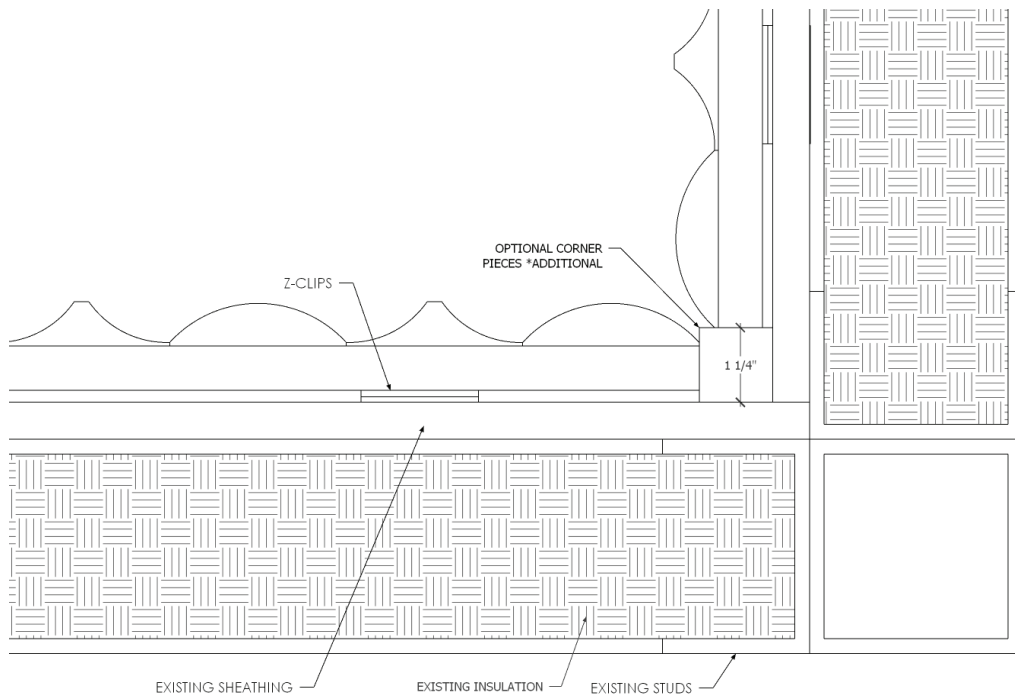 OPTIONAL CORNER
PIECES *ADDITIONAL
Z-CLIPS
1 1/4"
EXISTING SHEATHING
EXISTING INSULATION
EXISTING STUDS